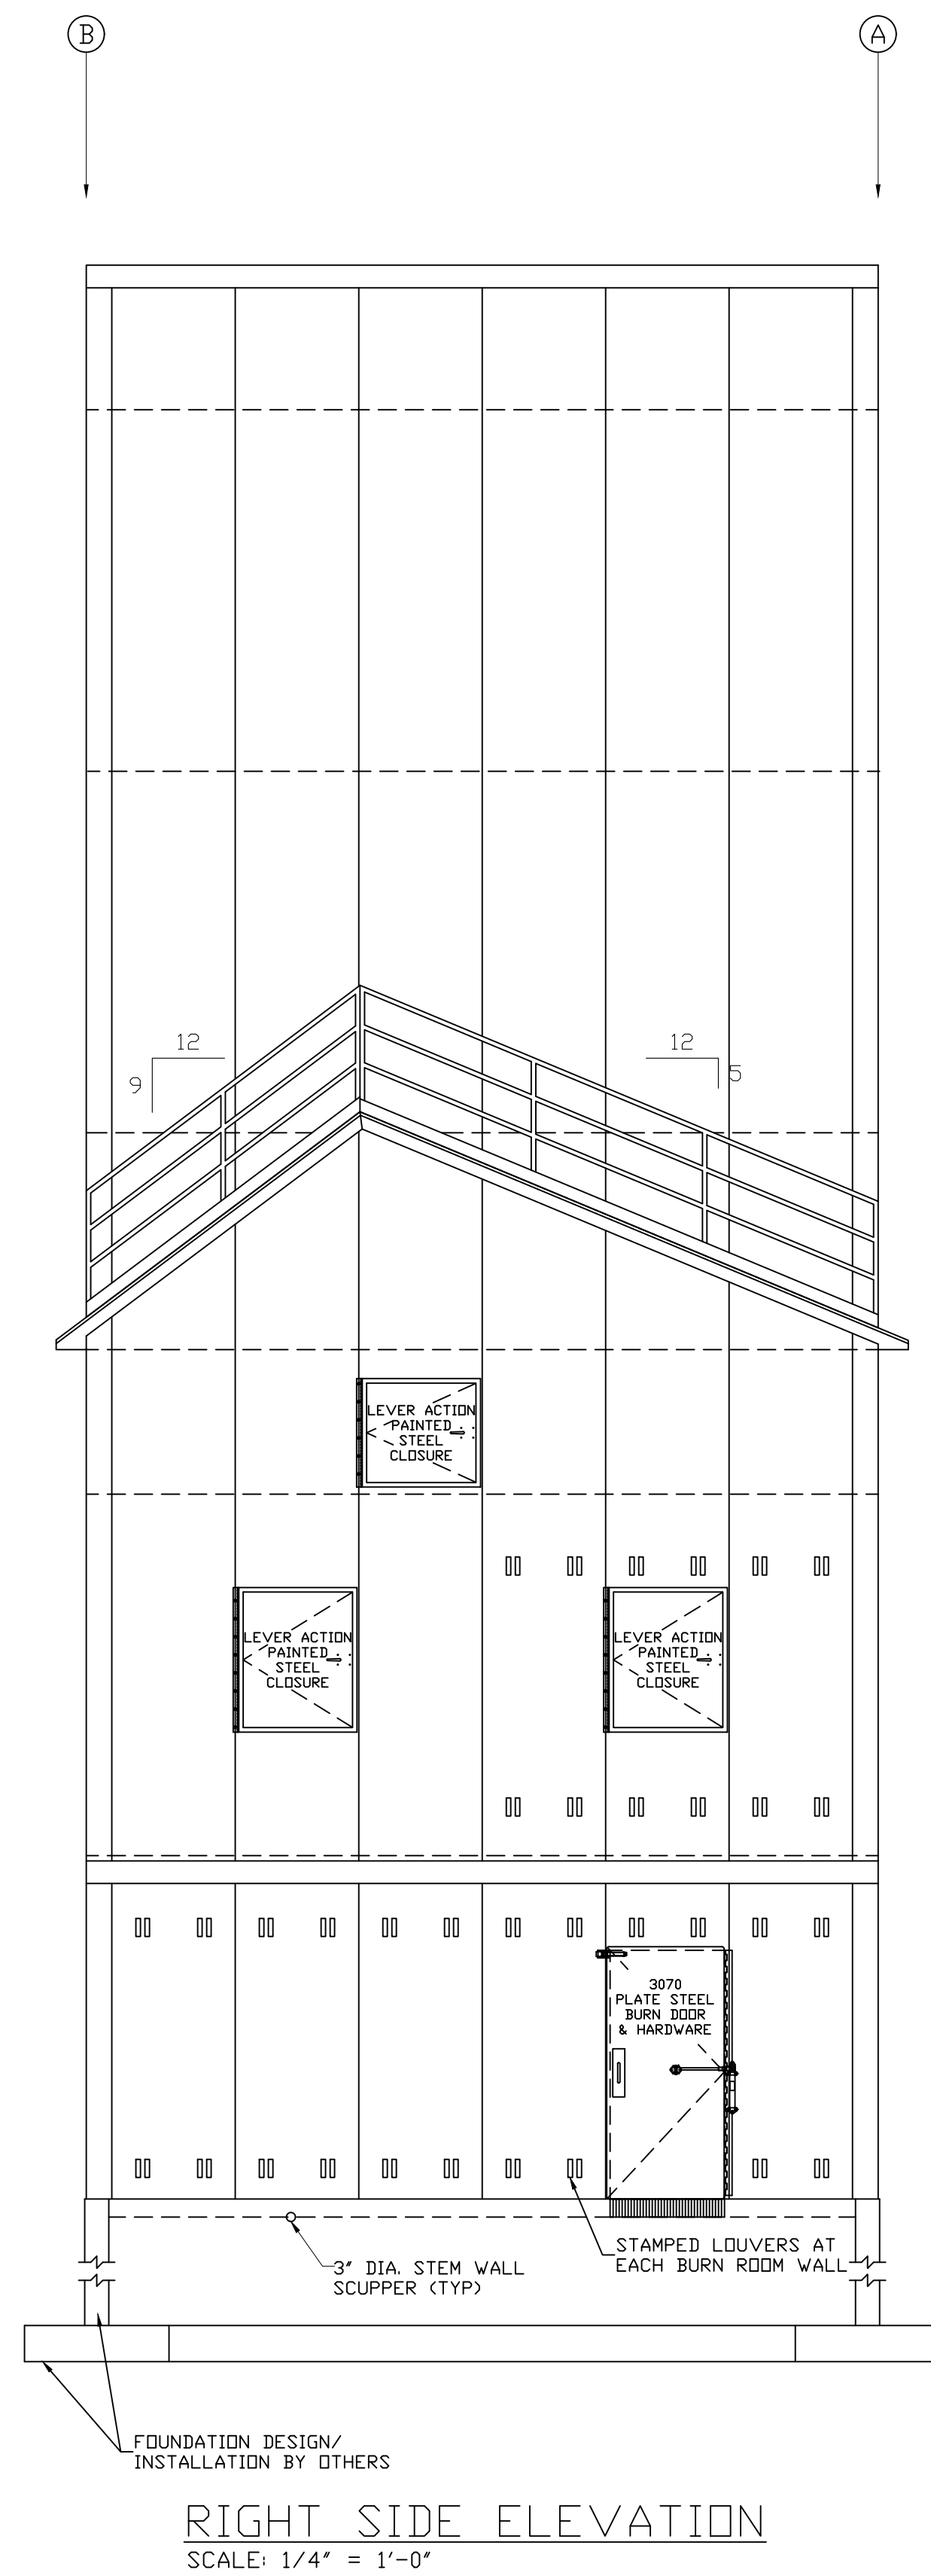 B
A
12
9
12
5
LEVER ACTION
PAINTED
STEEL
CLOSURE
LEVER ACTION
PAINTED
STEEL
CLOSURE
LEVER ACTION
PAINTED
STEEL
CLOSURE
3070
PLATE STEEL
BURN DOOR
& HARDWARE
STAMPED LOUVERS AT
EACH BURN ROOM WALL
3" DIA. STEM WALL
SCUPPER (TYP)
FOUNDATION DESIGN/
INSTALLATION BY OTHERS
RIGHT SIDE ELEVATION
SCALE: 1/4" = 1'-0"